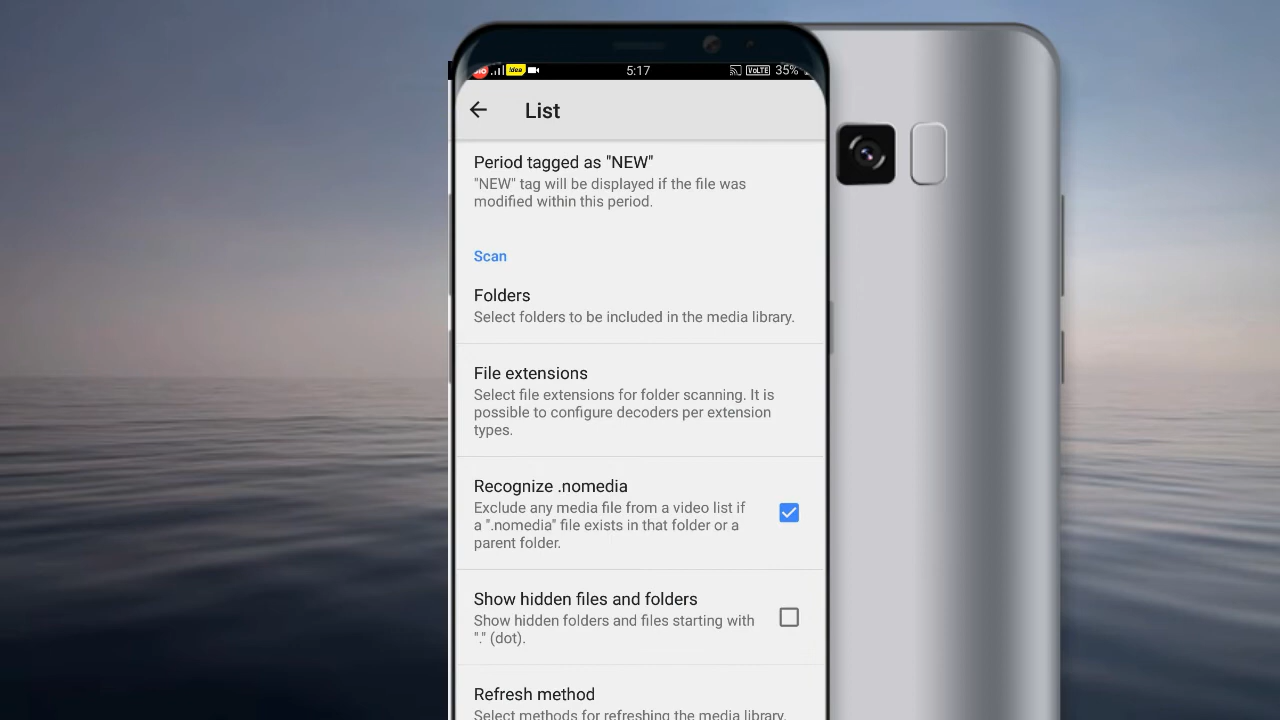 idea 5:17 VoLTE 35%
List
Period tagged as "NEW"
"NEW" tag will be displayed if the file was
modified within this period.
Scan
Folders
Select folders to be included in the media library.
File extensions
Select file extensions for folder scanning. It is
possible to configure decoders per extension
types.
Recognize .nomedia
Exclude any media file from a video list if
a ".nomedia" file exists in that folder or a
parent folder.
Show hidden files and folders
Show hidden folders and files starting with
"." (dot).
Refresh method
Select methods for refreshing the media library.